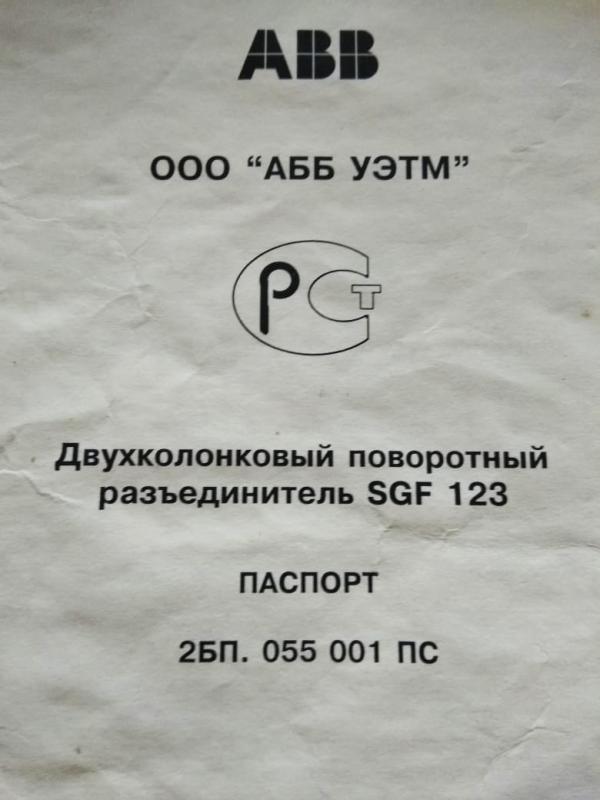 ABB
ООО “АББ УЭТМ”
РСТ
Двухколонковый поворотный
разъединитель SGF 123
ПАСПОРТ
2БП. 055 001 ПС